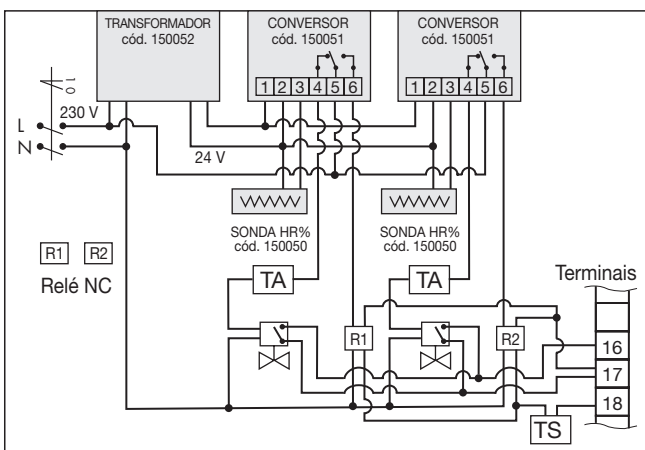 TRANSFORMADOR
cód. 150052
CONVERSOR
cód. 150051
1 2 3 4 5 6
CONVERSOR
cód. 150051
1 2 3 4 5 6
1
0
230 V
L
N
24 V
SONDA HR%
cód. 150050
SONDA HR%
cód. 150050
R1 R2
Relé NC
TA
TA
Terminais
R1
R2
16
17
18
TS